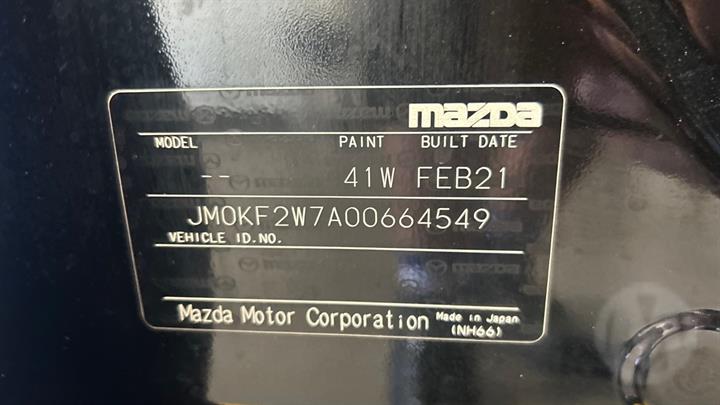 mazda
MODEL PAINT BUILT DATE
-- 41W FEB21
JM0KF2W7A00664549
VEHICLE ID.NO.
Mazda Motor Corporation Made in Japan
(NH66)